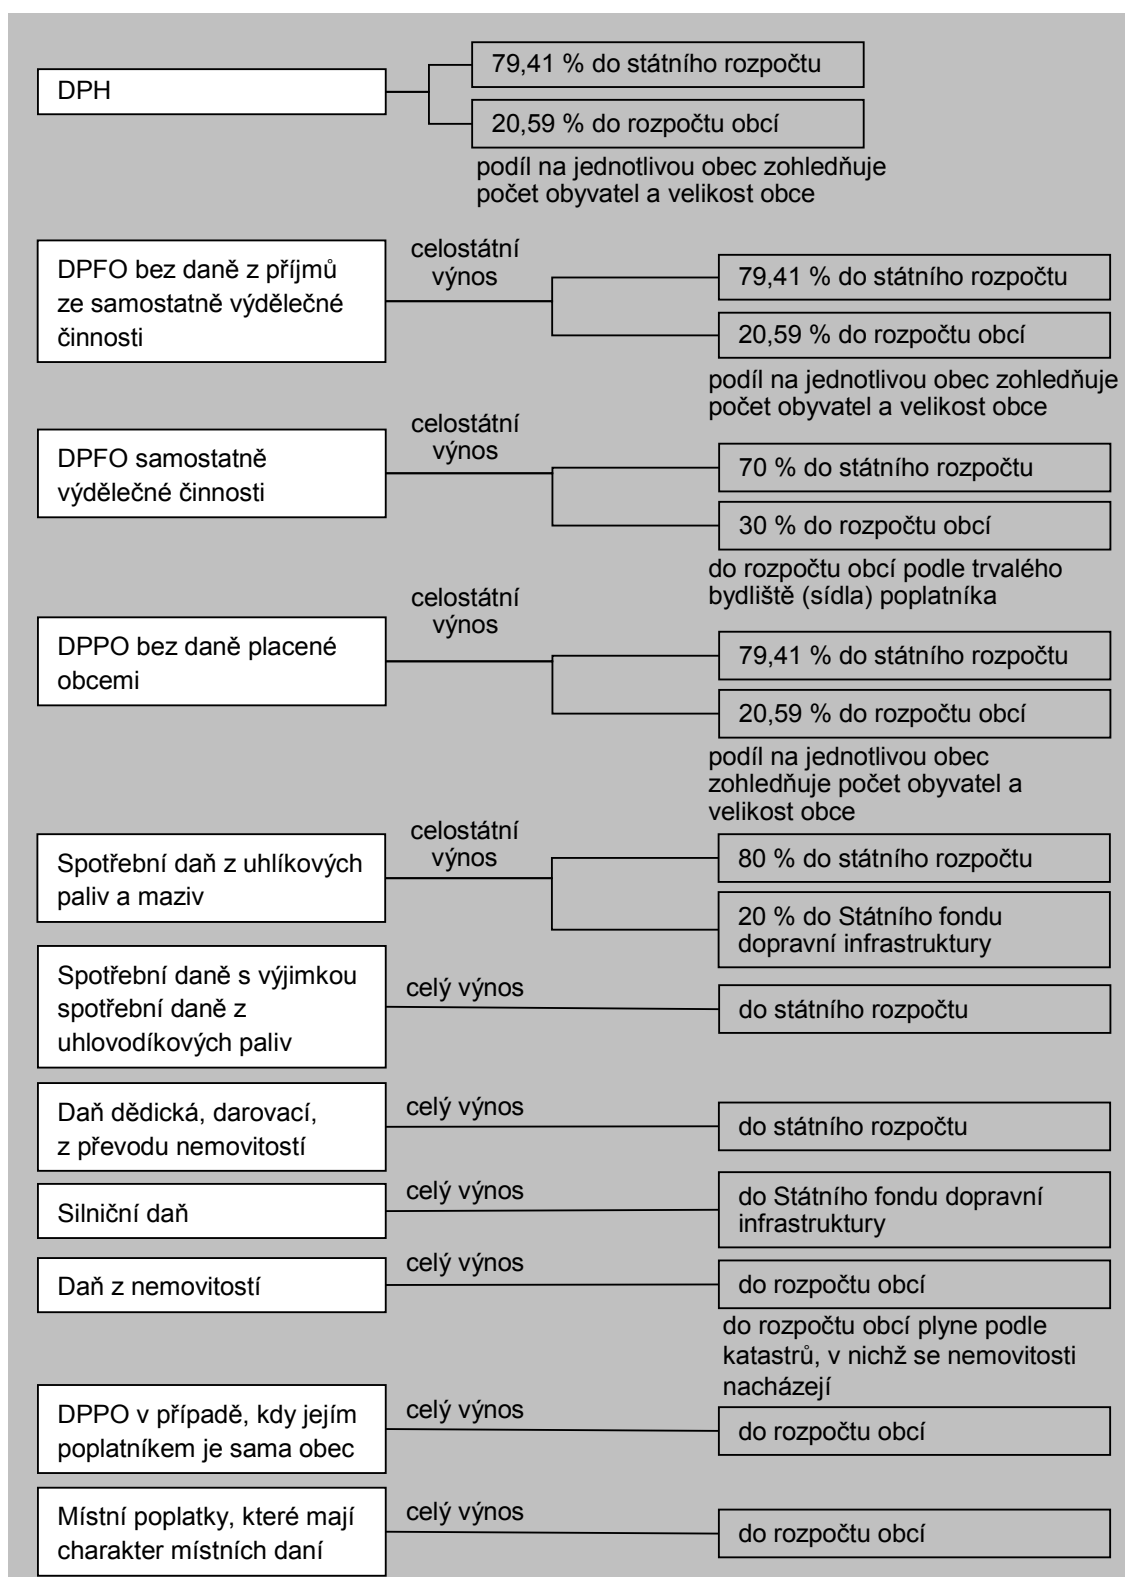 DPH
79,41 % do státního rozpočtu
20,59 % do rozpočtu obcí
podíl na jednotlivou obec zohledňuje
počet obyvatel a velikost obce
DPFO bez daně z příjmů
ze samostatně výdělečné
činnosti
celostátní
výnos
79,41 % do státního rozpočtu
20,59 % do rozpočtu obcí
podíl na jednotlivou obec zohledňuje
počet obyvatel a velikost obce
DPFO samostatně
výdělečné činnosti
celostátní
výnos
70 % do státního rozpočtu
30 % do rozpočtu obcí
do rozpočtu obcí podle trvalého
bydliště (sídla) poplatníka
DPPO bez daně placené
obcemi
celostátní
výnos
79,41 % do státního rozpočtu
20,59 % do rozpočtu obcí
podíl na jednotlivou obec
zohledňuje počet obyvatel a
velikost obce
Spotřební daň z uhlíkových
paliv a maziv
celostátní
výnos
80 % do státního rozpočtu
20 % do Státního fondu
dopravní infrastruktury
Spotřební daně s výjimkou
spotřební daně z
uhlovodíkových paliv
celý výnos
do státního rozpočtu
Daň dědická, darovací,
z převodu nemovitostí
celý výnos
do státního rozpočtu
Silniční daň
celý výnos
do Státního fondu dopravní
infrastruktury
Daň z nemovitostí
celý výnos
do rozpočtu obcí
do rozpočtu obcí plyne podle
katastrů, v nichž se nemovitosti
nacházejí
DPPO v případě, kdy jejím
poplatníkem je sama obec
celý výnos
do rozpočtu obcí
Místní poplatky, které mají
charakter místních daní
celý výnos
do rozpočtu obcí